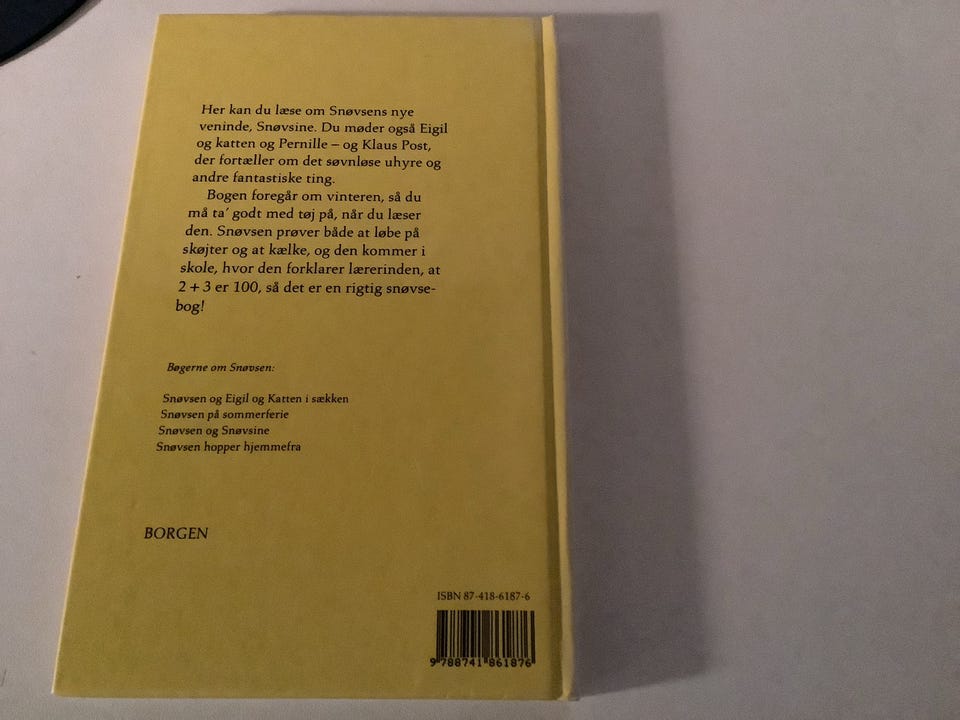 Her kan du læse om Snøvsens nye
veninde, Snøvsine. Du møder også Eigil
og katten og Pernille – og Klaus Post,
der fortæller om det søvnløse uhyre og
andre fantastiske ting.
Bogen foregår om vinteren, så du
må ta' godt med tøj på, når du læser
den. Snøvsen prøver både at løbe på
skøjter og at kælke, og den kommer i
skole, hvor den forklarer lærerinden, at
2 + 3 er 100, så det er en rigtig snøvse-
bog!
Bøgerne om Snøvsen:
Snøvsen og Eigil og Katten i sækken
Snøvsen på sommerferie
Snøvsen og Snøvsine
Snøvsen hopper hjemmefra
BORGEN
ISBN 87-418-6187-6
9 788741 861876